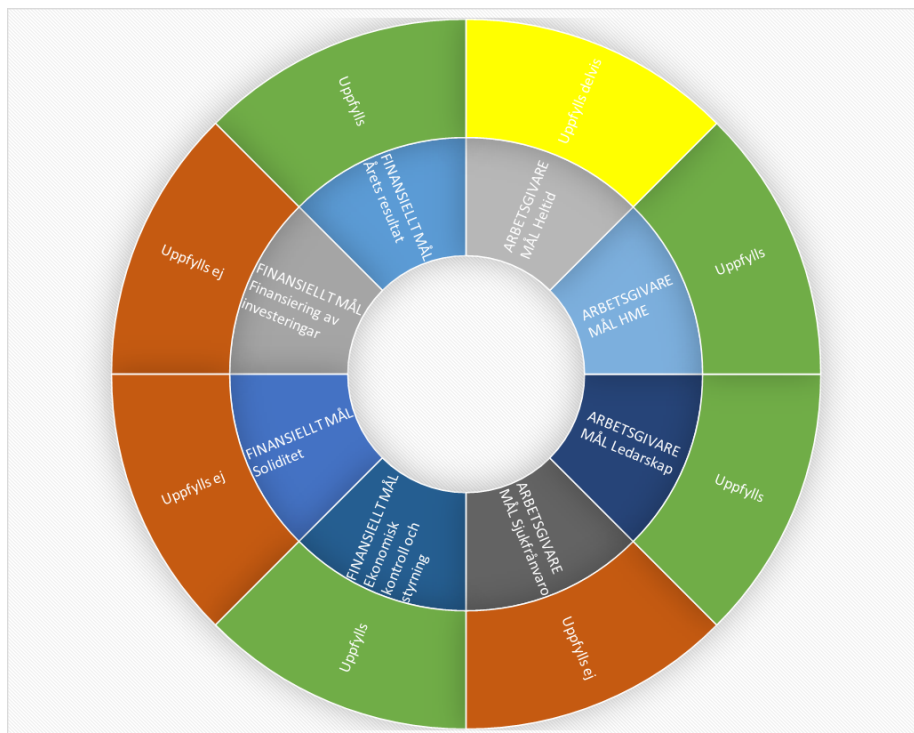 Uppfylls delvis
ARBETSGIVARE
MÅL Heltid
Uppfylls
ARBETSGIVARE
MÅL HME
Uppfylls
ARBETSGIVARE
MÅL Ledarskap
Uppfylls ej
ARBETSGIVARE
MÅL Sjukfrånvaro
Uppfylls
FINANSIELLT MÅL
Ekonomisk
kontroll och
styrning
Uppfylls ej
FINANSIELLT MÅL
Soliditet
Uppfylls ej
FINANSIELLT MÅL
Finansiering av
investeringar
Uppfylls
FINANSIELLT MÅL
Årets resultat